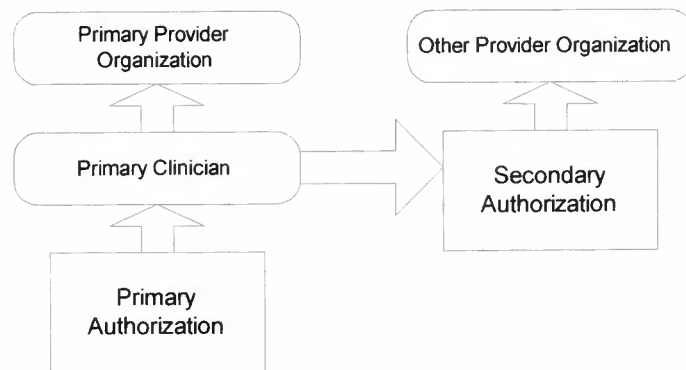 Primary Provider
Organization
Other Provider Organization
Primary Clinician
Secondary
Authorization
Primary
Authorization